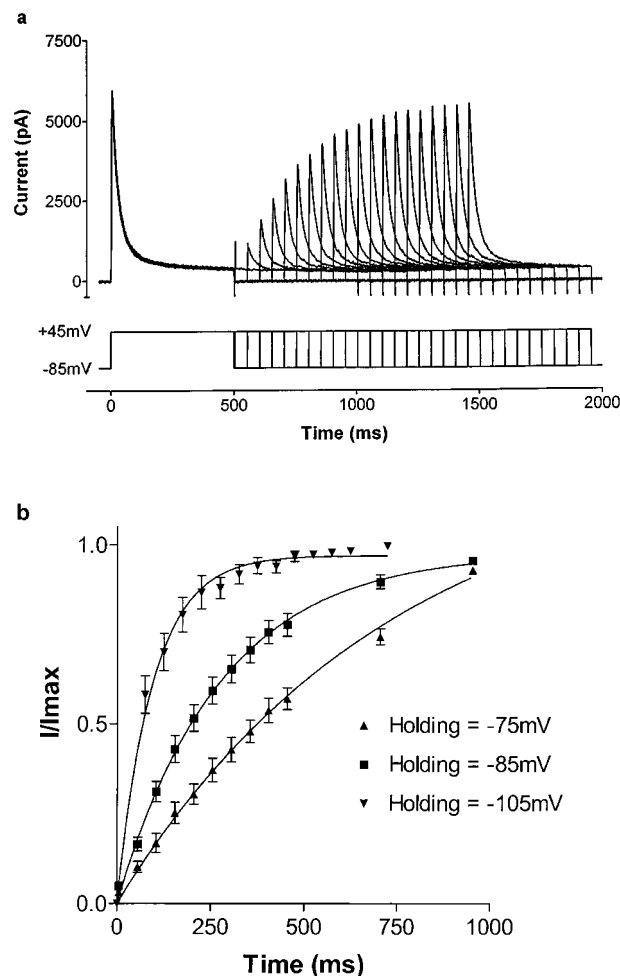 a
7500
5000
2500
0
Current (pA)
+45mV
-85mV
0 500 1000 1500 2000
Time (ms)
b
1.0
0.5
0.0
I/Imax
Holding = -75mV
Holding = -85mV
Holding = -105mV
0 250 500 750 1000
Time (ms)